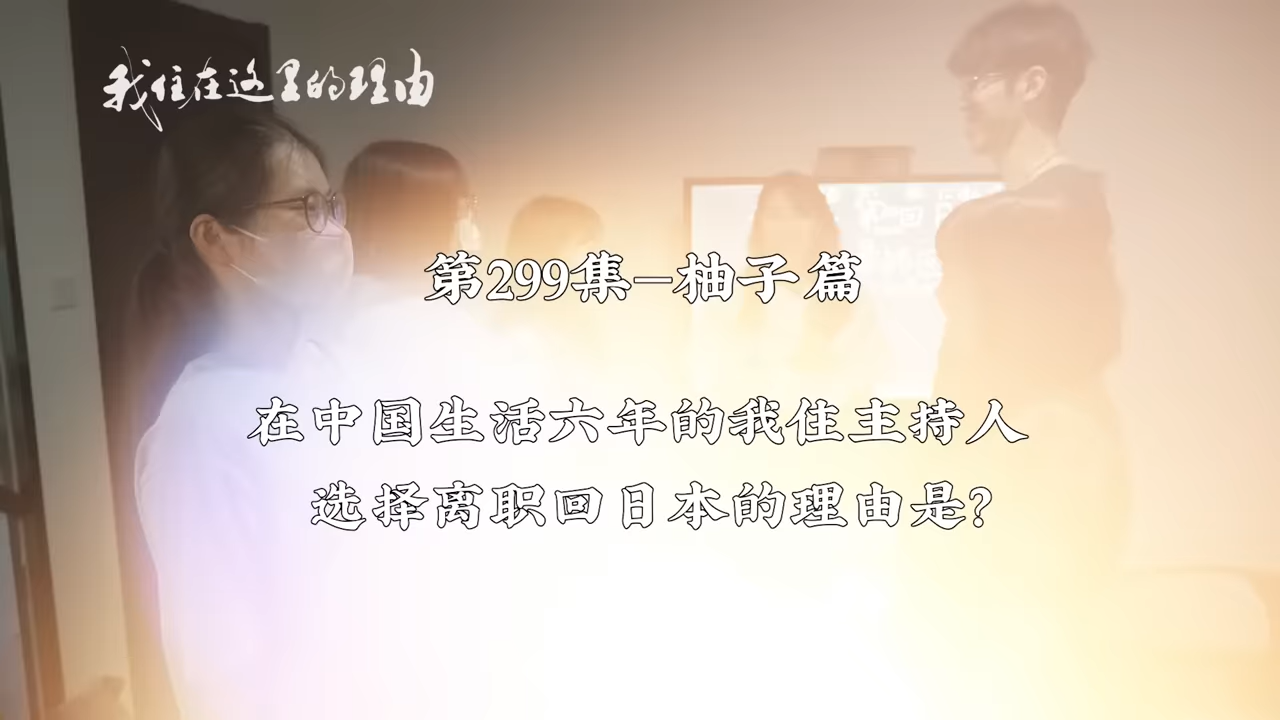 我住在这里的理由
第299集—柚子篇
在中国生活六年的我住主持人
选择离职回日本的理由是?